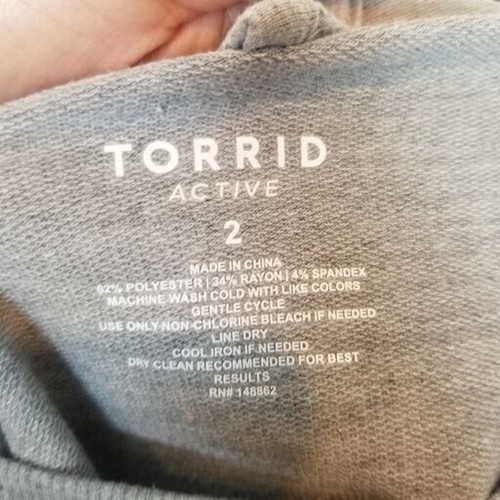 TORRID
ACTIVE
2
MADE IN CHINA
62% POLYESTER | 34% RAYON | 4% SPANDEX
MACHINE WASH COLD WITH LIKE COLORS
GENTLE CYCLE
USE ONLY NON-CHLORINE BLEACH IF NEEDED
LINE DRY
COOL IRON IF NEEDED
DRY CLEAN RECOMMENDED FOR BEST
RESULTS
RN# 148862